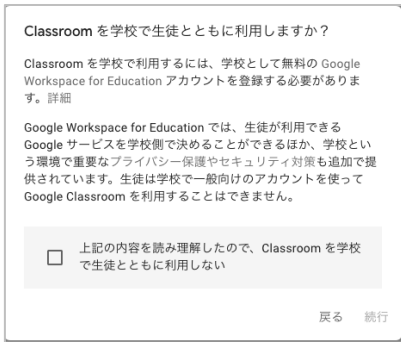 Classroom を学校で生徒とともに利用しますか？
Classroom を学校で利用するには、学校として無料の Google
Workspace for Education アカウントを登録する必要がありま
す。詳細
Google Workspace for Education では、生徒が利用できる
Google サービスを学校側で決めることができるほか、学校とい
う環境で重要なプライバシー保護やセキュリティ対策も追加で提
供されています。生徒は学校で一般向けのアカウントを使って
Google Classroom を利用することはできません。
上記の内容を読み理解したので、Classroom を学校
で生徒とともに利用しない
戻る 続行